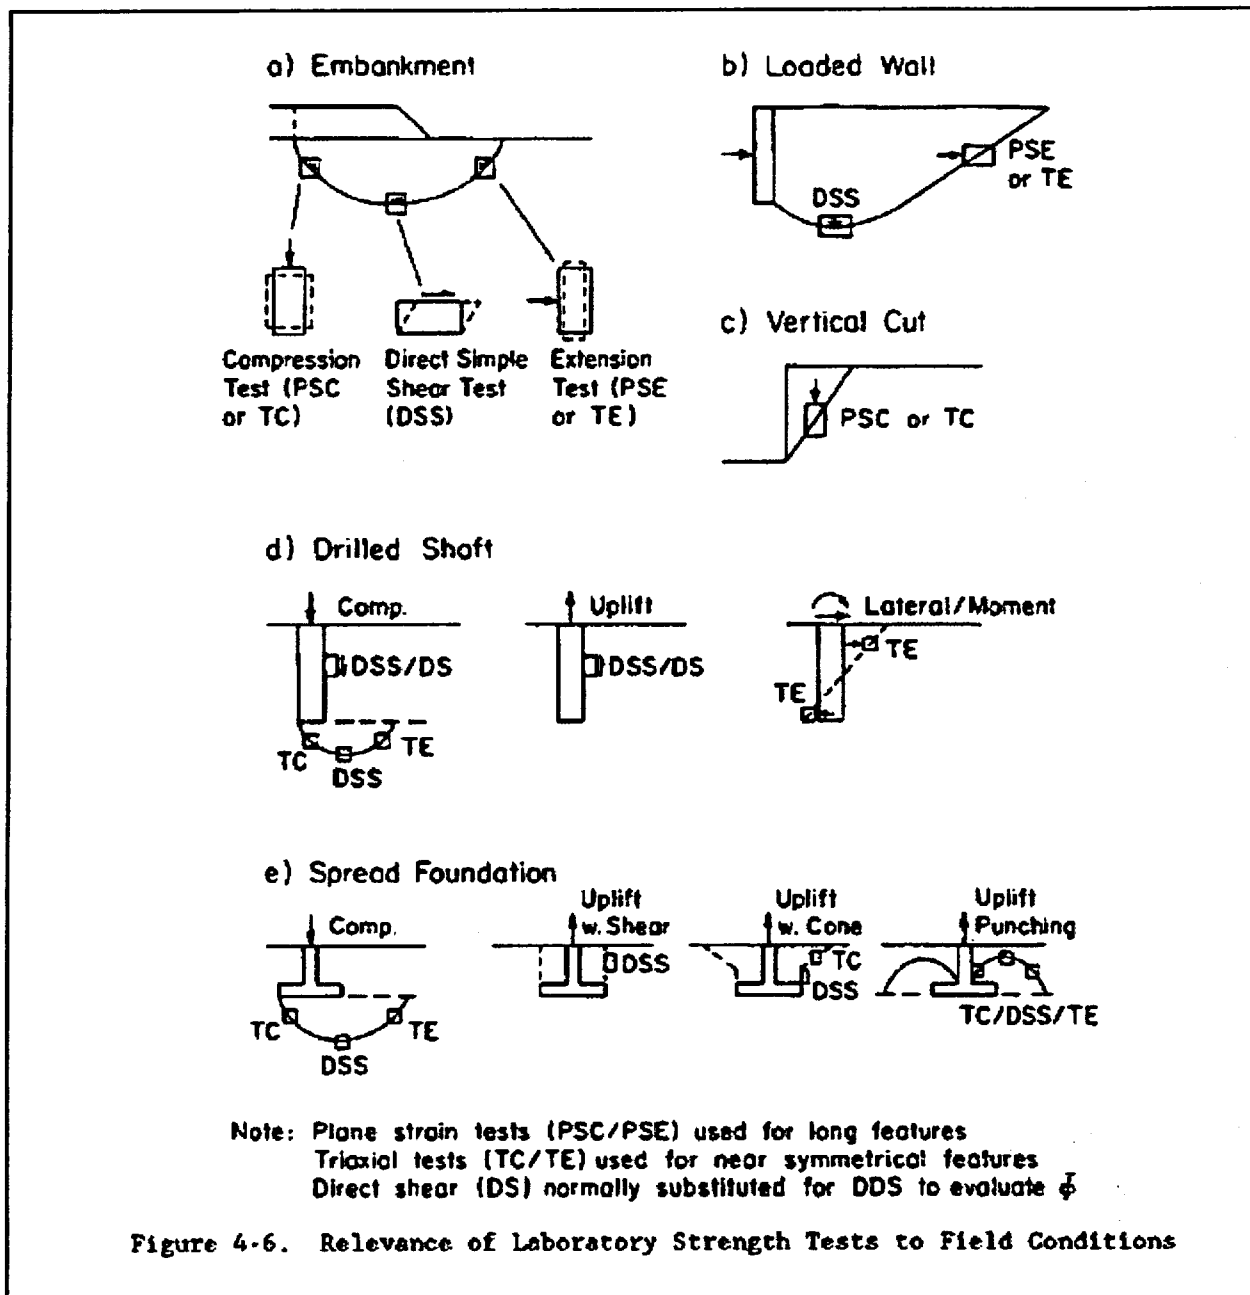 a) Embankment
Compression
Test (PSC
or TC)
Direct Simple
Shear Test
(DSS)
Extension
Test (PSE
or TE)
b) Loaded Wall
PSE
or TE
DSS
c) Vertical Cut
PSC or TC
d) Drilled Shaft
Comp.
DSS/DS
TC
DSS
TE
Uplift
DSS/DS
Lateral/Moment
TE
TE
e) Spread Foundation
Comp.
TC
DSS
TE
Uplift
w. Shear
DSS
Uplift
w. Cone
TC
DSS
Uplift
Punching
TC/DSS/TE
Note: Plane strain tests (PSC/PSE) used for long features
Triaxial tests (TC/TE) used for near symmetrical features
Direct shear (DS) normally substituted for DDS to evaluate ϕ̄
Figure 4-6. Relevance of Laboratory Strength Tests to Field Conditions